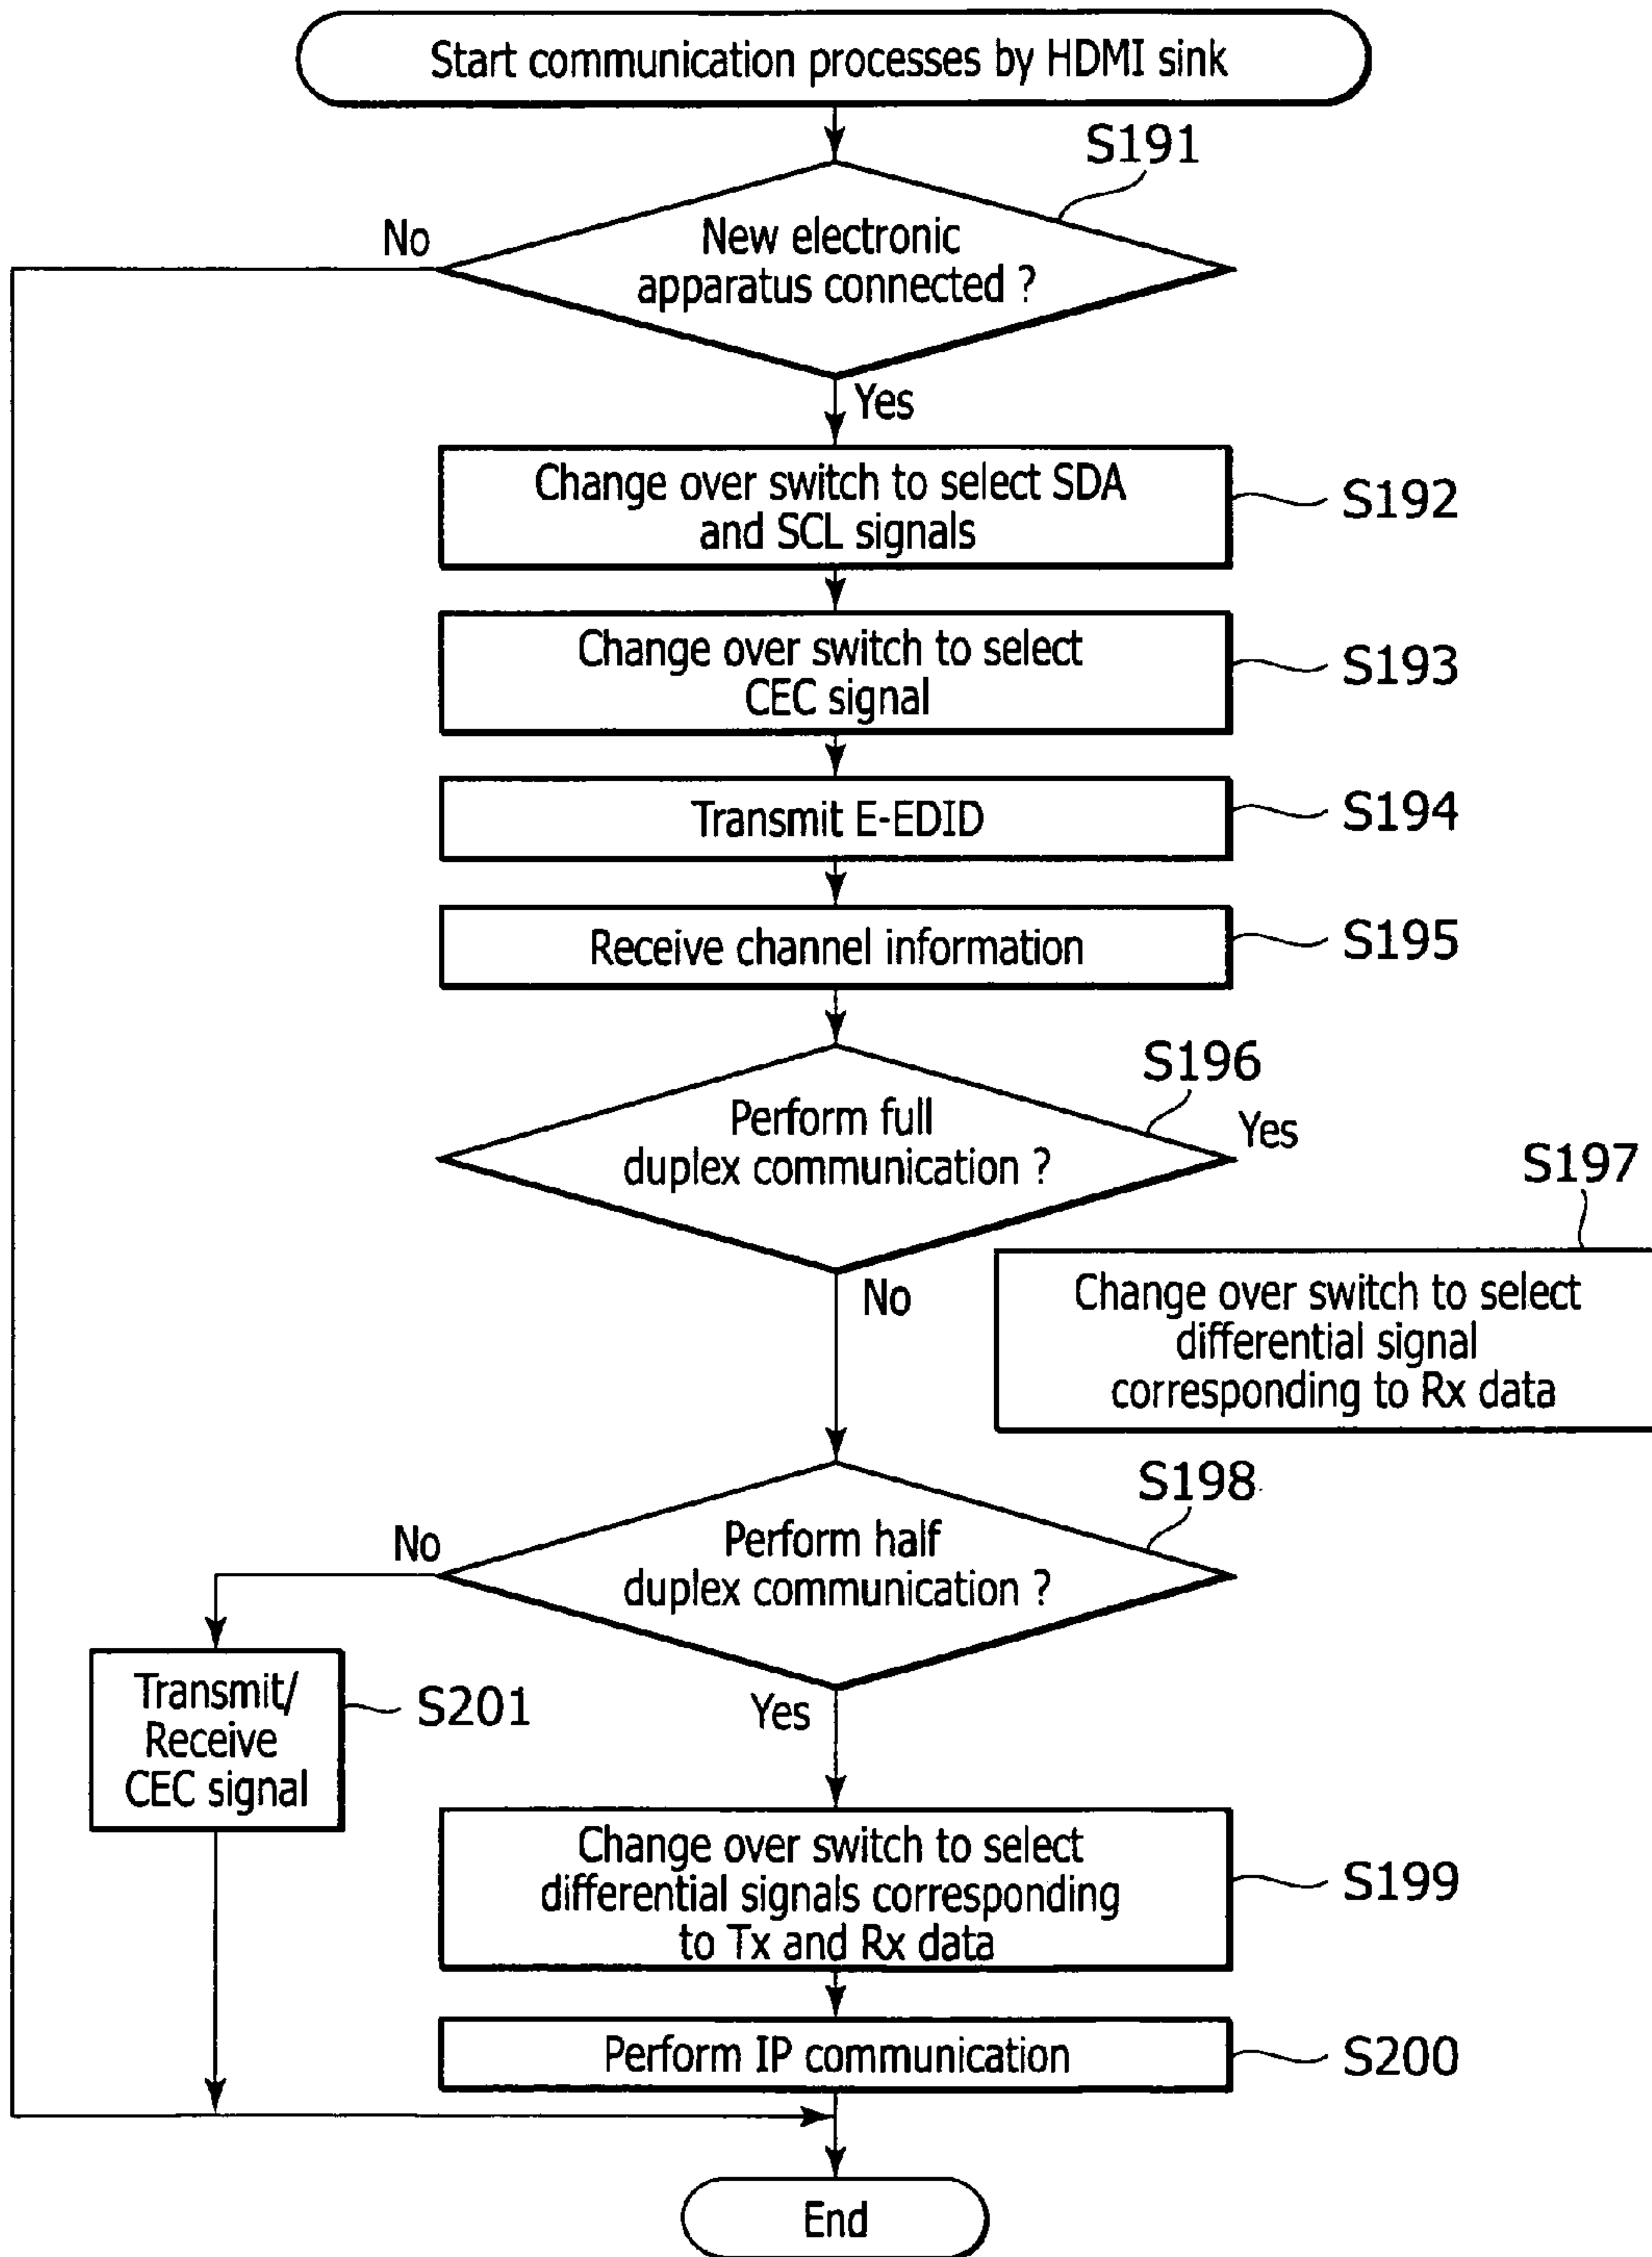 Start communication processes by HDMI sink
S191
No
New electronic
apparatus connected ?
Yes
Change over switch to select SDA
and SCL signals
S192
Change over switch to select
CEC signal
S193
Transmit E-EDID
S194
Receive channel information
S195
S196
Perform full
duplex communication ?
Yes
S197
No
Change over switch to select
differential signal
corresponding to Rx data
S198
No
Perform half
duplex communication ?
Transmit/
Receive
CEC signal
S201
Yes
Change over switch to select
differential signals corresponding
to Tx and Rx data
S199
Perform IP communication
S200
End